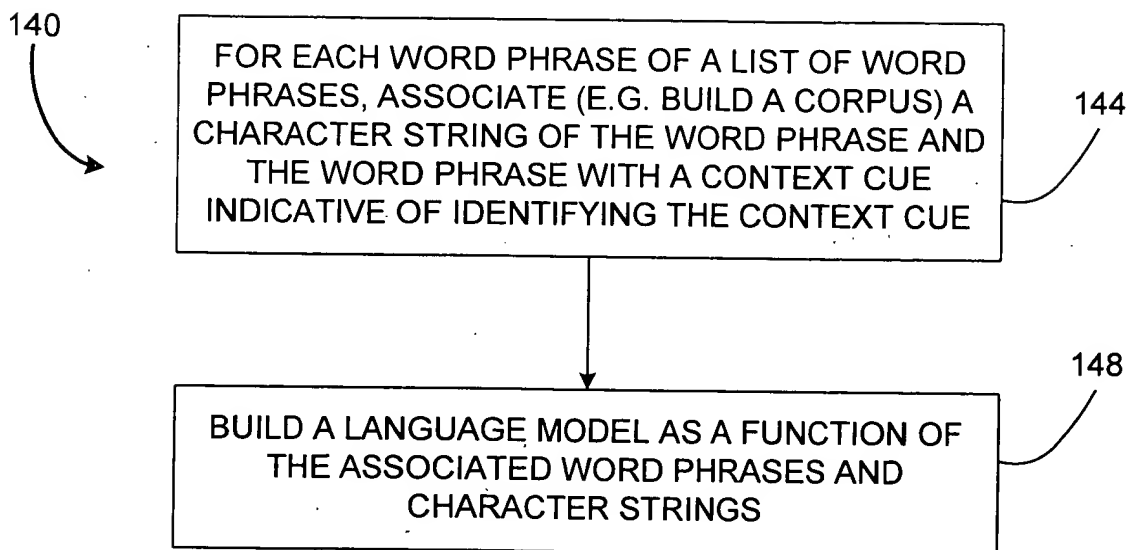 140
FOR EACH WORD PHRASE OF A LIST OF WORD
PHRASES, ASSOCIATE (E.G. BUILD A CORPUS) A
CHARACTER STRING OF THE WORD PHRASE AND
THE WORD PHRASE WITH A CONTEXT CUE
INDICATIVE OF IDENTIFYING THE CONTEXT CUE
144
BUILD A LANGUAGE MODEL AS A FUNCTION OF
THE ASSOCIATED WORD PHRASES AND
CHARACTER STRINGS
148